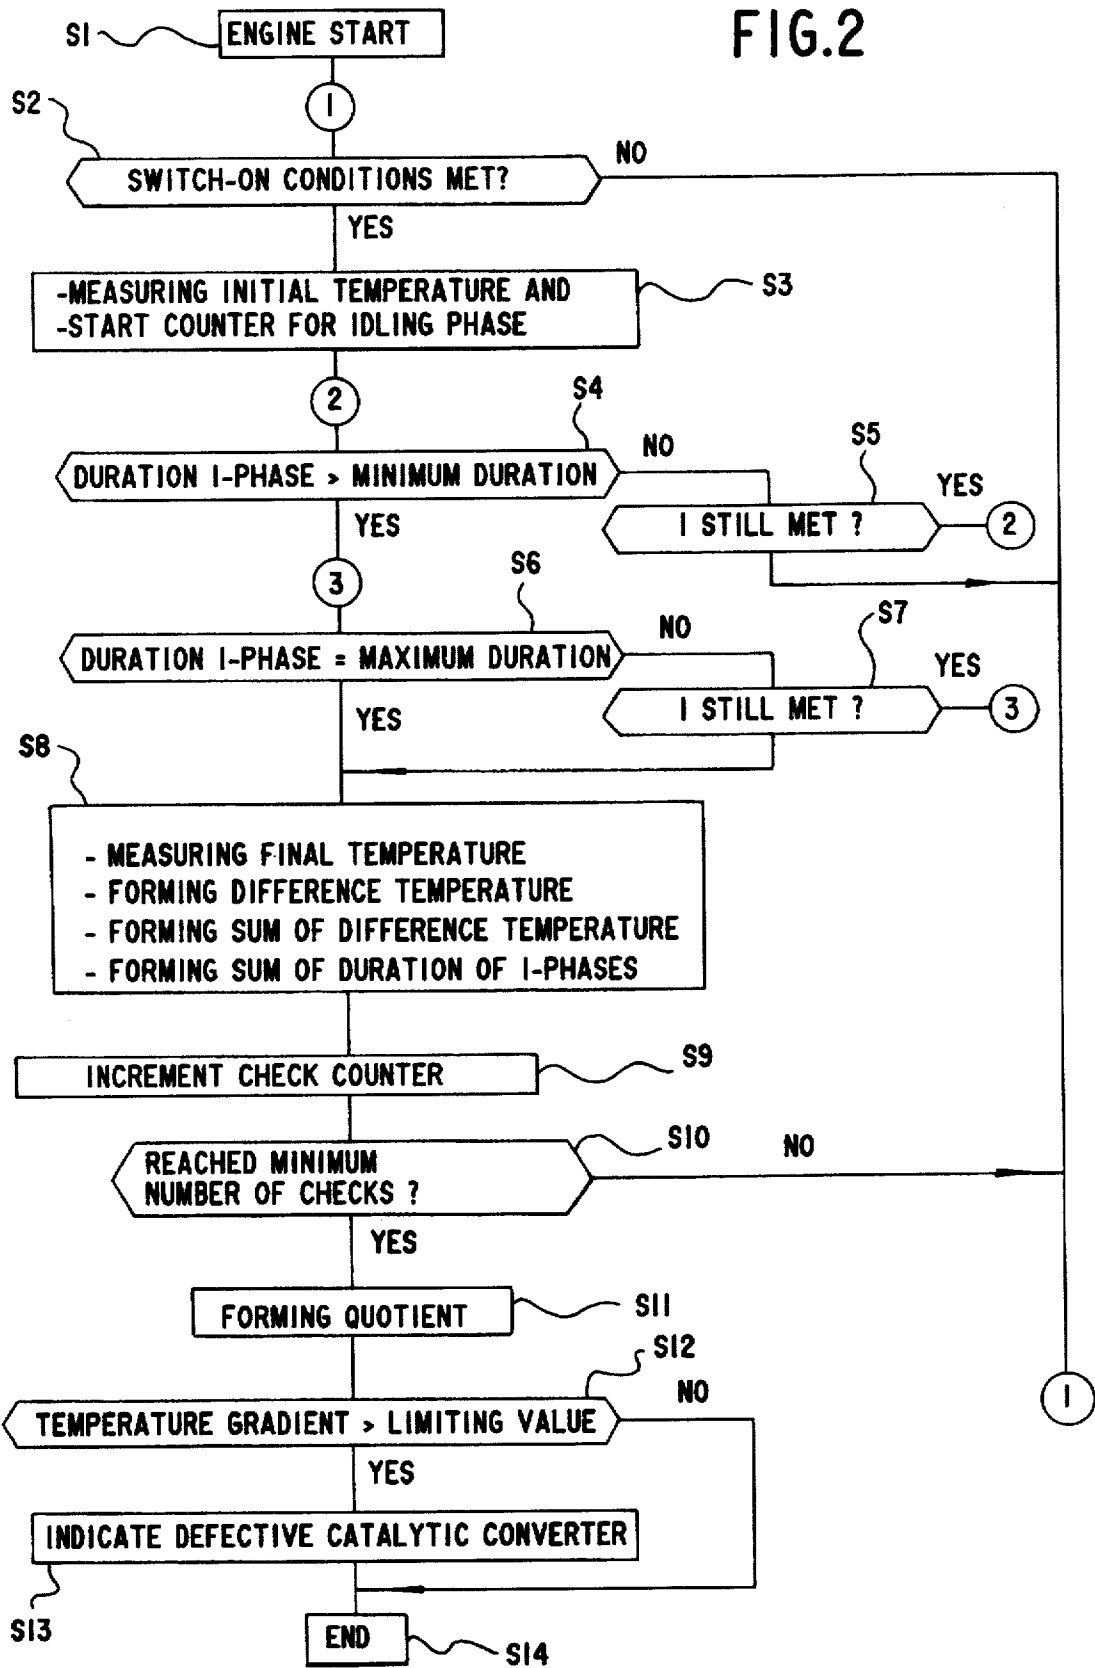 FIG.2
S1
ENGINE START
1
S2
SWITCH-ON CONDITIONS MET?
NO
YES
-MEASURING INITIAL TEMPERATURE AND
-START COUNTER FOR IDLING PHASE
S3
2
S4
DURATION I-PHASE > MINIMUM DURATION
NO
S5
YES
I STILL MET ?
2
YES
3
S6
DURATION I-PHASE = MAXIMUM DURATION
NO
S7
YES
I STILL MET ?
3
YES
S8
- MEASURING FINAL TEMPERATURE
- FORMING DIFFERENCE TEMPERATURE
- FORMING SUM OF DIFFERENCE TEMPERATURE
- FORMING SUM OF DURATION OF I-PHASES
INCREMENT CHECK COUNTER
S9
REACHED MINIMUM
NUMBER OF CHECKS ?
S10
NO
YES
FORMING QUOTIENT
S11
S12
TEMPERATURE GRADIENT > LIMITING VALUE
NO
1
YES
INDICATE DEFECTIVE CATALYTIC CONVERTER
S13
END
S14